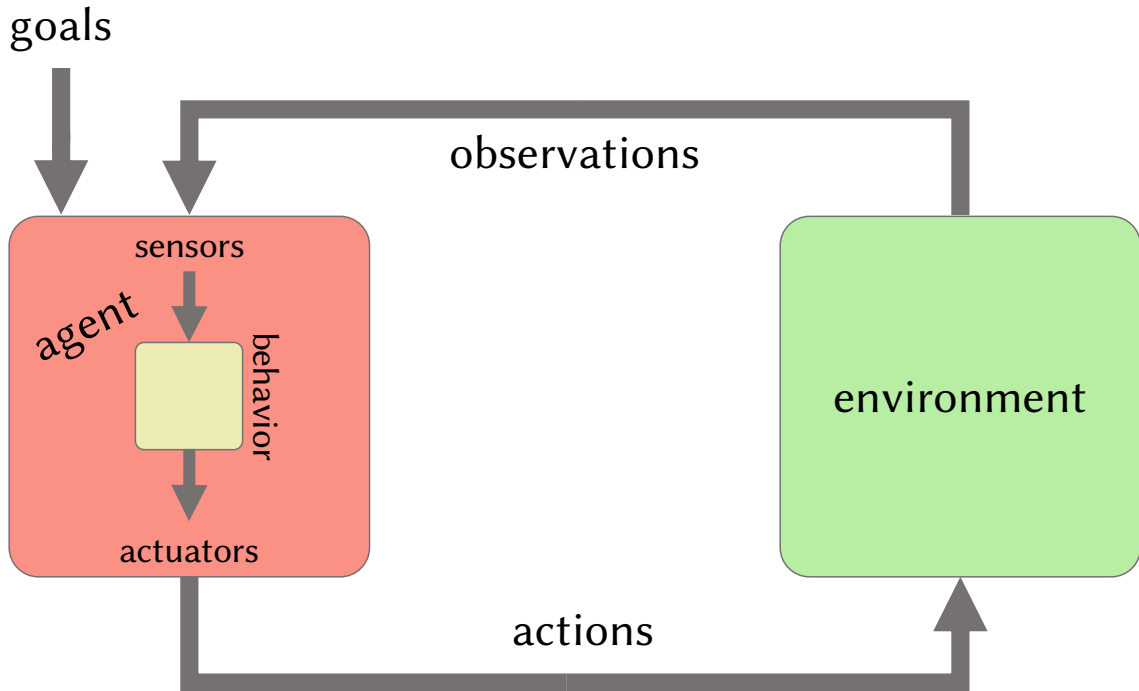 goals
observations
sensors
agent
behavior
environment
actuators
actions